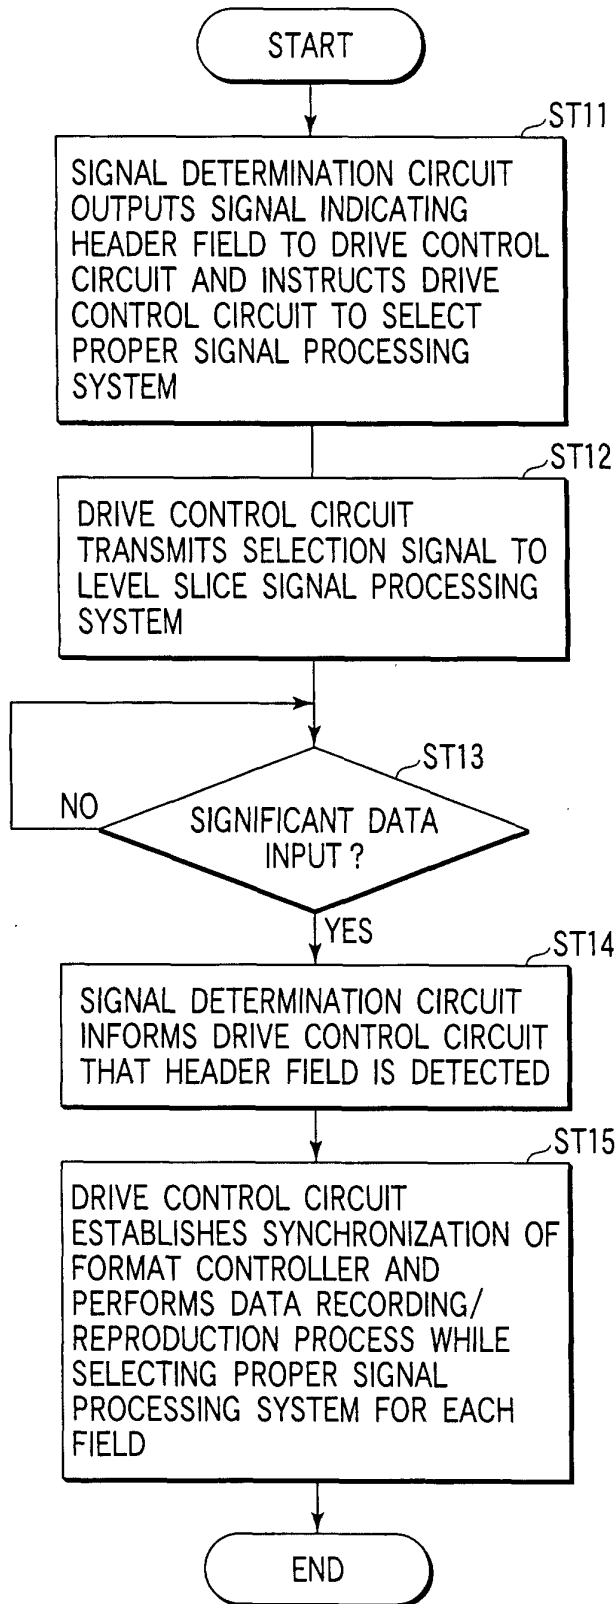 START
ST11
SIGNAL DETERMINATION CIRCUIT
OUTPUTS SIGNAL INDICATING
HEADER FIELD TO DRIVE CONTROL
CIRCUIT AND INSTRUCTS DRIVE
CONTROL CIRCUIT TO SELECT
PROPER SIGNAL PROCESSING
SYSTEM
ST12
DRIVE CONTROL CIRCUIT
TRANSMITS SELECTION SIGNAL TO
LEVEL SLICE SIGNAL PROCESSING
SYSTEM
ST13
NO
SIGNIFICANT DATA
INPUT ?
YES
ST14
SIGNAL DETERMINATION CIRCUIT
INFORMS DRIVE CONTROL CIRCUIT
THAT HEADER FIELD IS DETECTED
ST15
DRIVE CONTROL CIRCUIT
ESTABLISHES SYNCHRONIZATION OF
FORMAT CONTROLLER AND
PERFORMS DATA RECORDING/
REPRODUCTION PROCESS WHILE
SELECTING PROPER SIGNAL
PROCESSING SYSTEM FOR EACH
FIELD
END